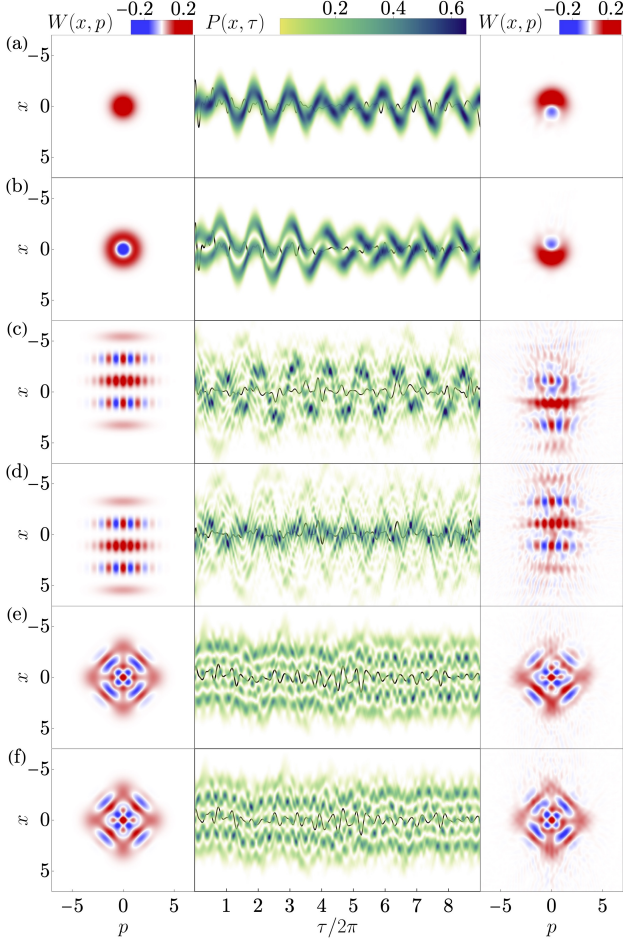 −0.2 0.2 0.2 0.4 0.6 −0.2 0.2
W(x, p) P(x, τ) W(x, p)
(a)
−5
x 0
5
(b)
−5
x 0
5
(c)
−5
x 0
5
(d)
−5
x 0
5
(e)
−5
x 0
5
(f)
−5
x 0
5
−5 0 5 1 2 3 4 5 6 7 8 −5 0 5
p τ/2π p